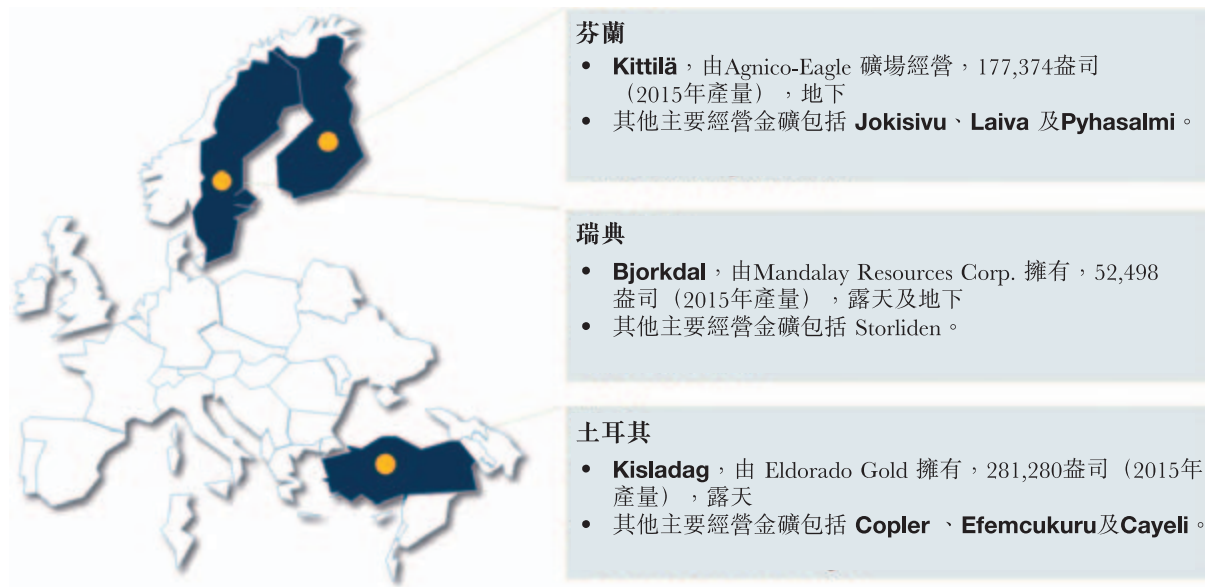 芬蘭
• Kittilä，由Agnico-Eagle 礦場經營，177,374盎司
（2015年產量），地下
• 其他主要經營金礦包括 Jokisivu、Laiva 及Pyhasalmi。
瑞典
• Bjorkdal，由Mandalay Resources Corp. 擁有，52,498
盎司（2015年產量），露天及地下
• 其他主要經營金礦包括 Storliden。
土耳其
• Kisladag，由 Eldorado Gold 擁有，281,280盎司（2015年
產量），露天
• 其他主要經營金礦包括 Copler 、Efemcukuru及Cayeli。